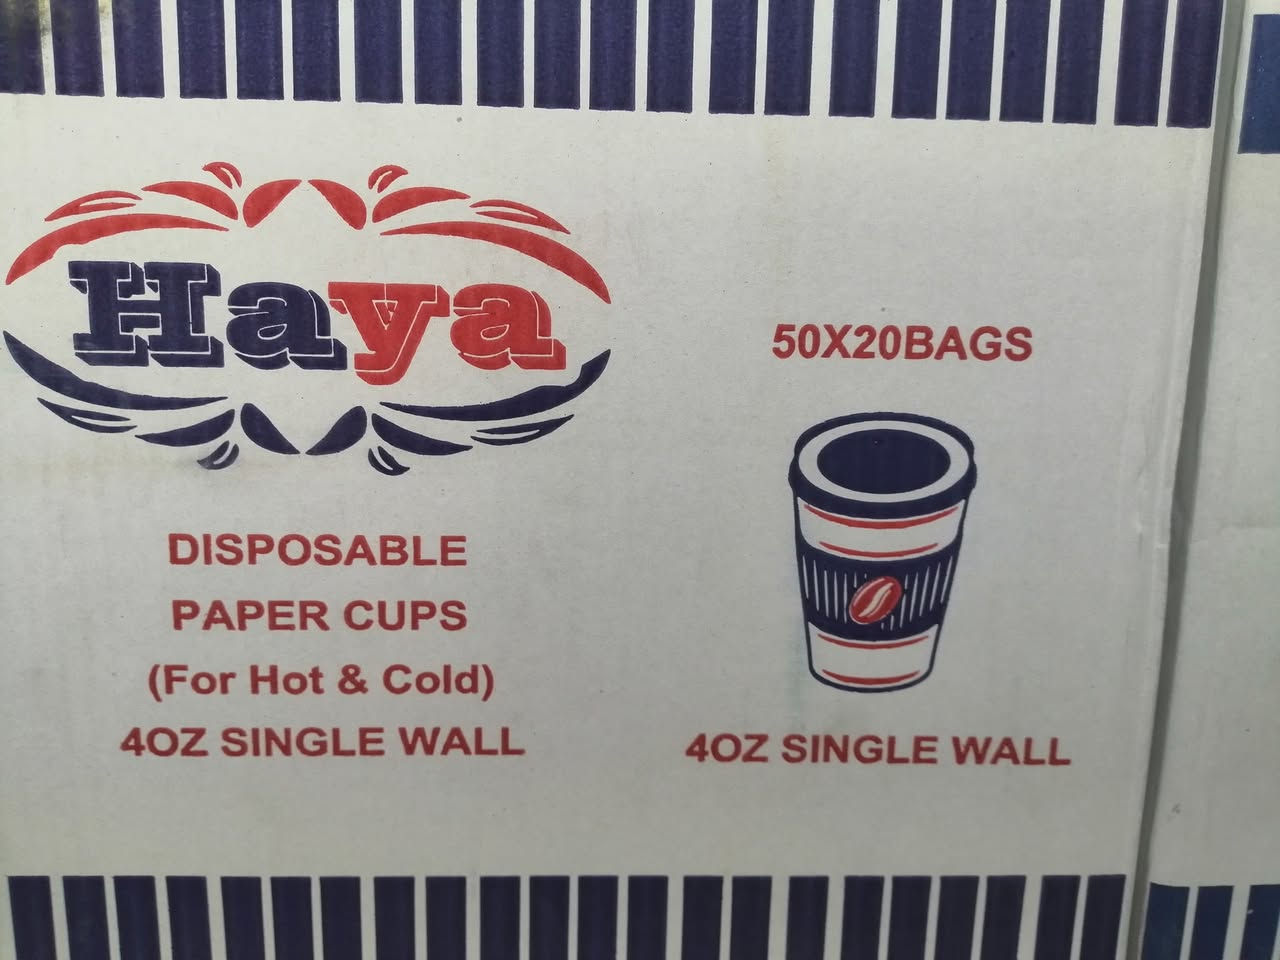 Haya
DISPOSABLE
PAPER CUPS
(For Hot & Cold)
4OZ SINGLE WALL
50X20BAGS
4OZ SINGLE WALL